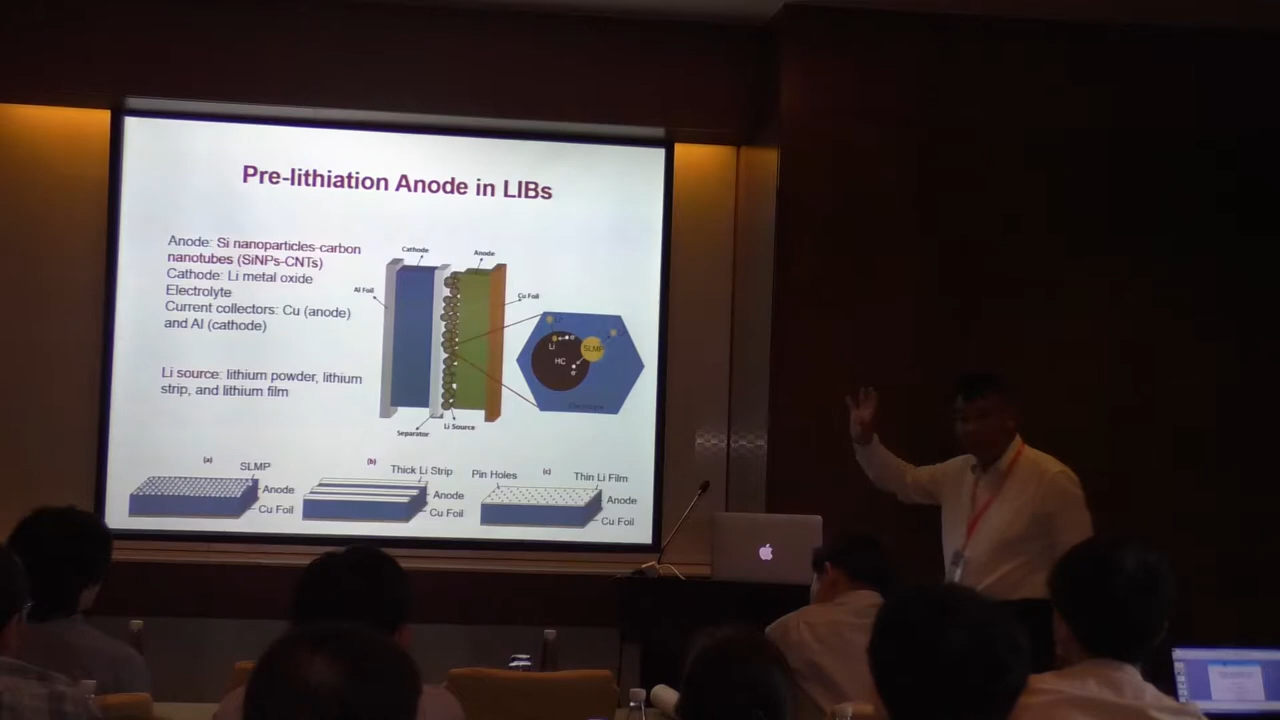 Pre-lithiation Anode in LIBs
Anode: Si nanoparticles-carbon
nanotubes (SiNPs-CNTs)
Cathode: Li metal oxide
Electrolyte
Current collectors: Cu (anode)
and Al (cathode)
Li source: lithium powder, lithium
strip, and lithium film
Cathode
Anode
Al Foil
Cu Foil
Li
SLMP
HC
e
Electrolyte
Separator
Li Source
(a)
SLMP
Anode
Cu Foil
(b)
Thick Li Strip
Anode
Cu Foil
Pin Holes
(c)
Thin Li Film
Anode
Cu Foil